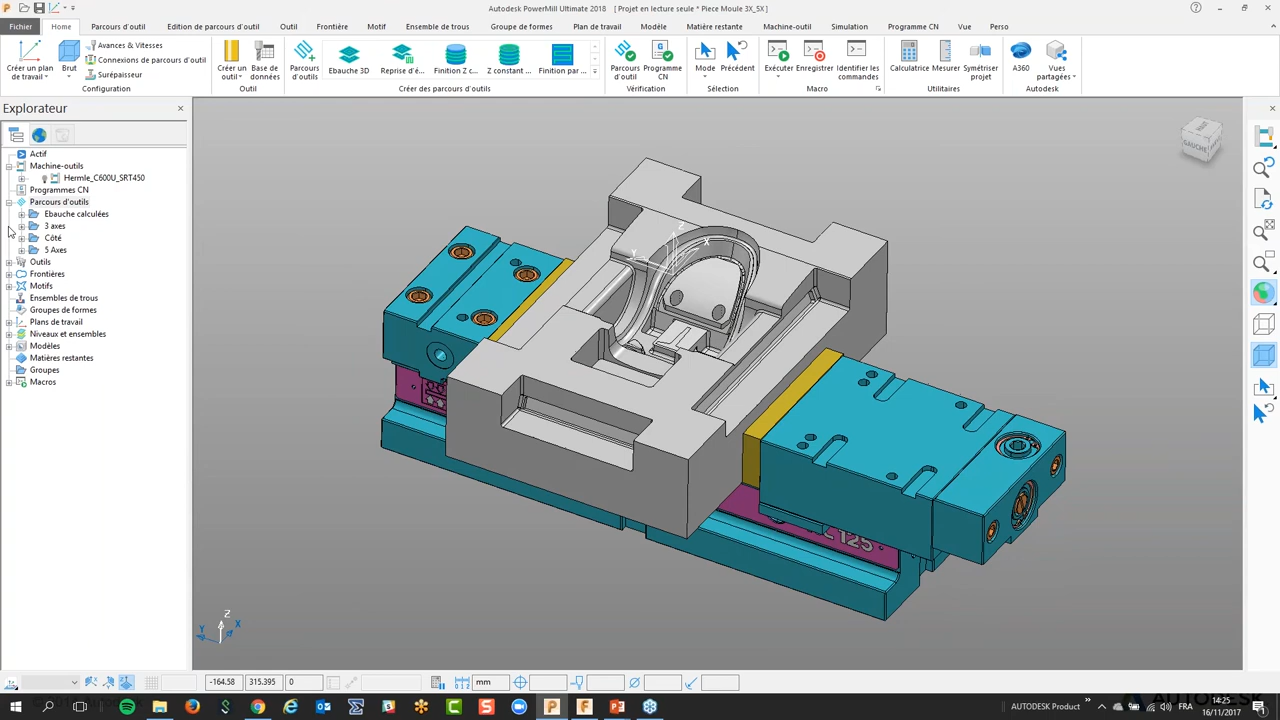 Autodesk PowerMill Ultimate 2018 [ Projet en lecture seule * Piece Moule 3X_5X ]
Fichier Home Parcours d'outil Edition de parcours d'outil Outil Frontière Motif Ensemble de trous Groupe de formes Plan de travail Modèle Matière restante Machine-outil Simulation Programme CN Vue Perso
Créer un plan de travail
Brut
Avances & Vitesses
Connexions de parcours d'outil
Surépaisseur
Configuration
Créer un outil
Base de données
Outil
Parcours d'outils
Ebauche 3D
Reprise d'é...
Finition Z c...
Z constant ...
Finition par ...
Créer des parcours d'outils
Parcours d'outil
Programme CN
Vérification
Mode
Précédent
Sélection
Exécuter
Enregistrer
Identifier les commandes
Macro
Calculatrice
Mesurer
Symétriser projet
Utilitaires
A360
Vues partagées
Autodesk
Explorateur
Actif
Machine-outils
Hermle_C600U_SRT450
Programmes CN
Parcours d'outils
Ebauche calculées
3 axes
Côté
5 Axes
Outils
Frontières
Motifs
Ensembles de trous
Groupes de formes
Plans de travail
Niveaux et ensembles
Modèles
Matières restantes
Groupes
Macros
GAUCHE
Z
X
Y
125
Z
Y
X
-164.58 315.395 0 mm
AUTODESK Product
FRA
14:25
16/11/2017